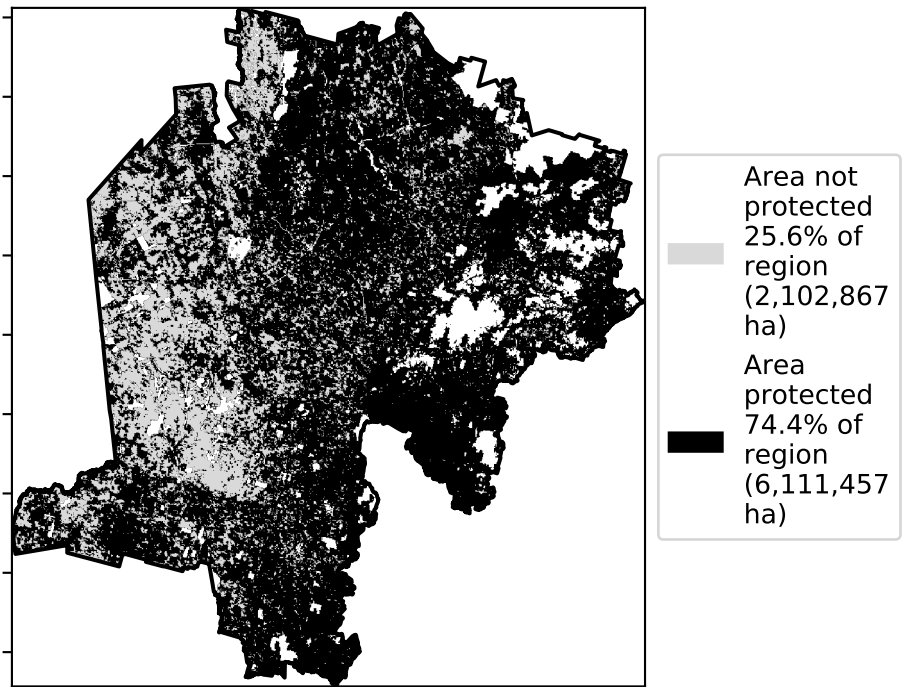 Area not
protected
25.6% of
region
(2,102,867
ha)
Area
protected
74.4% of
region
(6,111,457
ha)